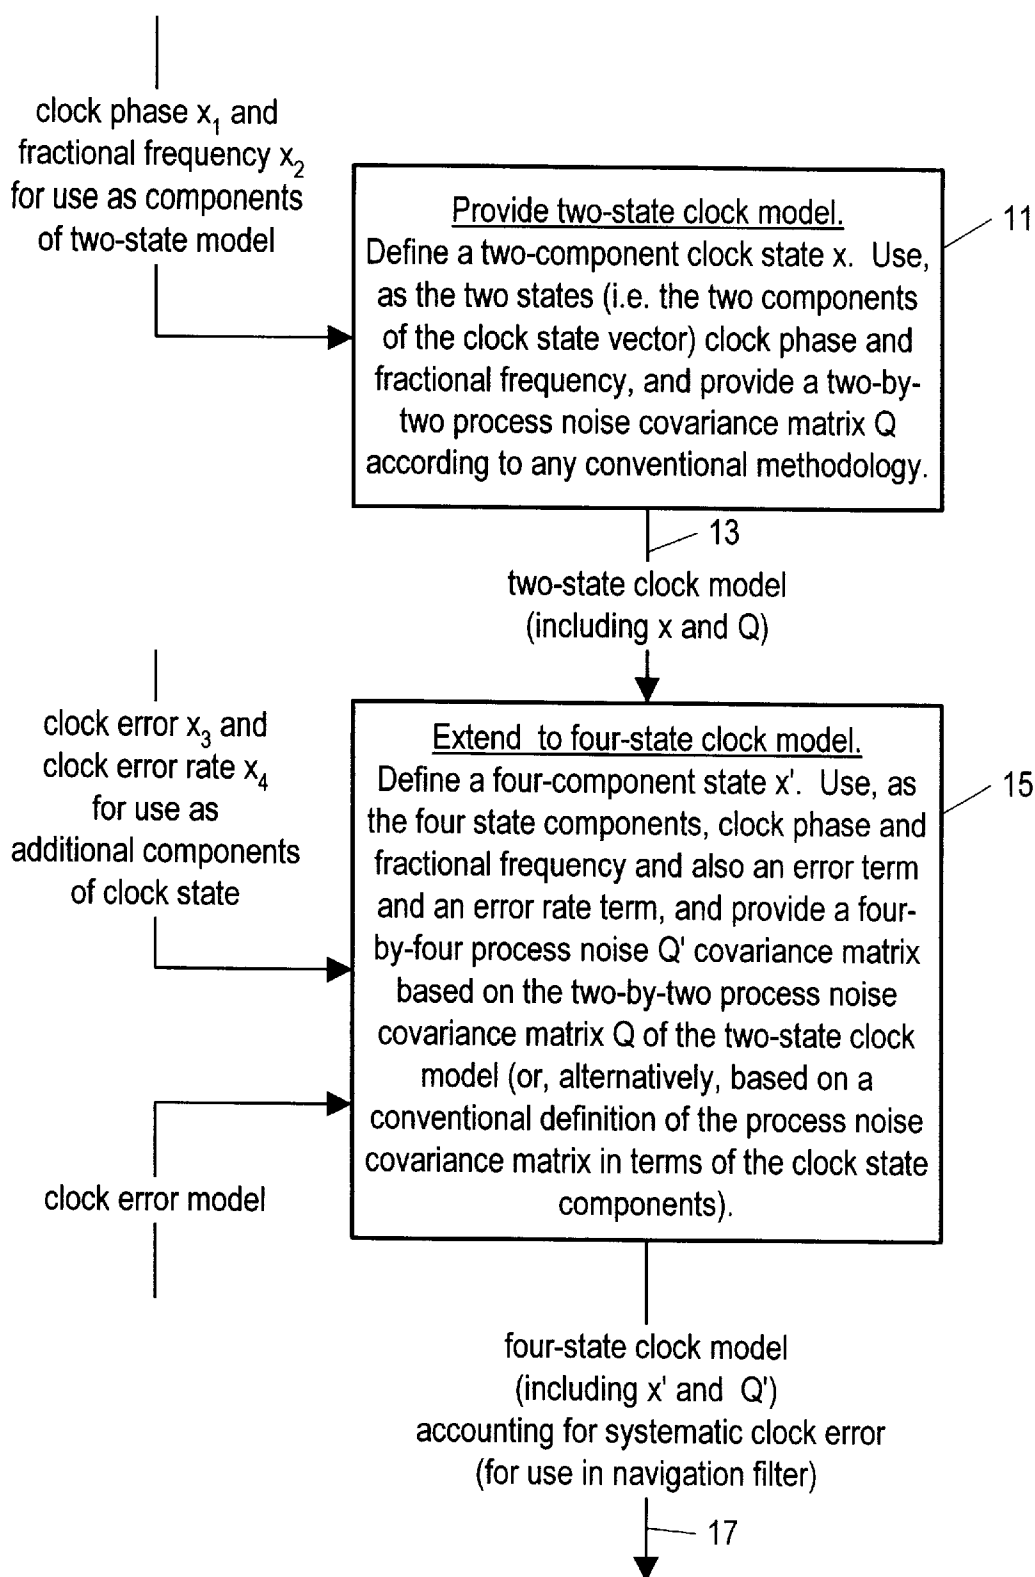 clock phase x1 and
fractional frequency x2
for use as components
of two-state model
Provide two-state clock model.
Define a two-component clock state x. Use,
as the two states (i.e. the two components
of the clock state vector) clock phase and
fractional frequency, and provide a two-by-
two process noise covariance matrix Q
according to any conventional methodology.
11
13
two-state clock model
(including x and Q)
clock error x3 and
clock error rate x4
for use as
additional components
of clock state
Extend to four-state clock model.
Define a four-component state x'. Use, as
the four state components, clock phase and
fractional frequency and also an error term
and an error rate term, and provide a four-
by-four process noise Q' covariance matrix
based on the two-by-two process noise
covariance matrix Q of the two-state clock
model (or, alternatively, based on a
conventional definition of the process noise
covariance matrix in terms of the clock state
components).
15
clock error model
four-state clock model
(including x' and Q')
accounting for systematic clock error
(for use in navigation filter)
17